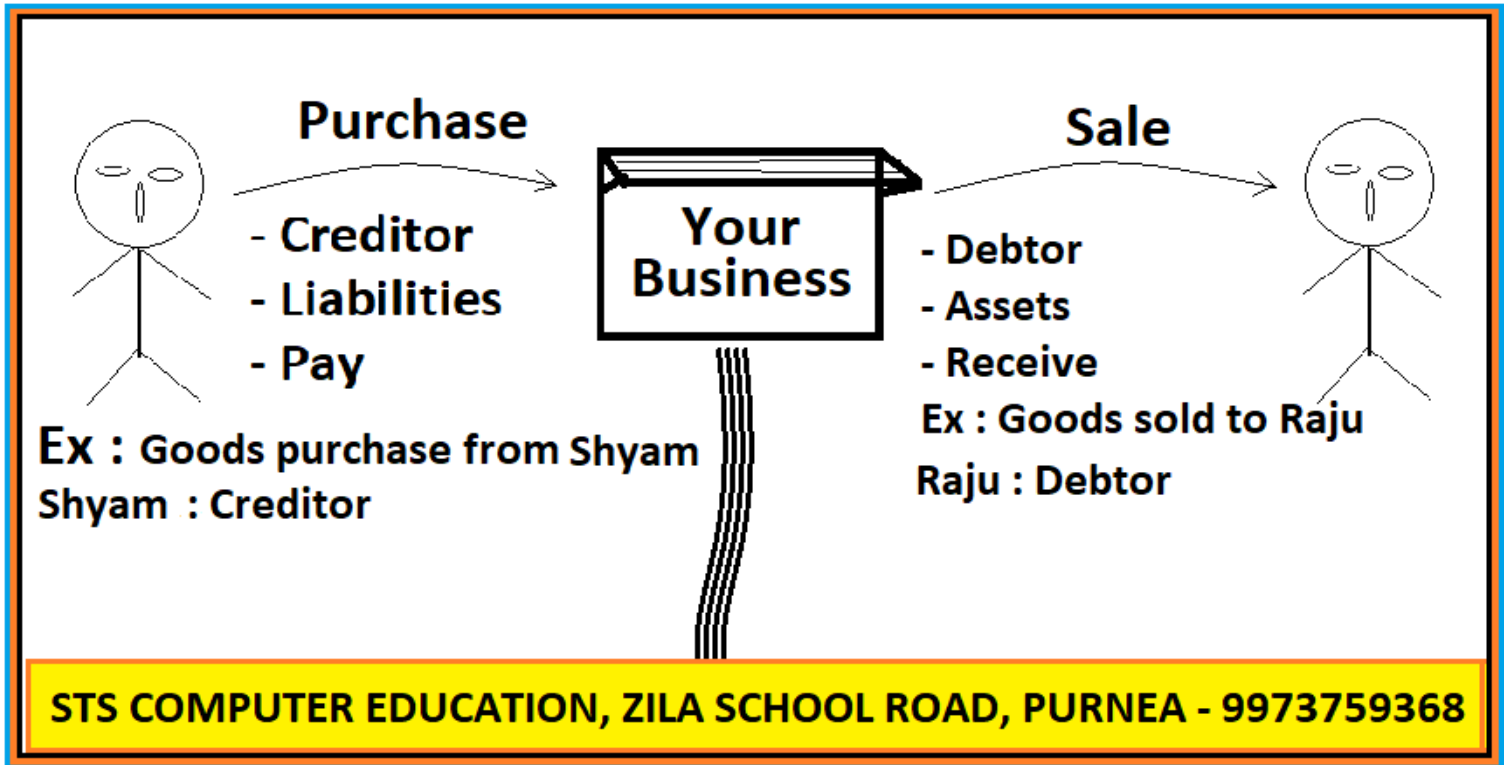 Purchase
- Creditor
- Liabilities
- Pay
Ex : Goods purchase from Shyam
Shyam : Creditor
Your
Business
Sale
- Debtor
- Assets
- Receive
Ex : Goods sold to Raju
Raju : Debtor
STS COMPUTER EDUCATION, ZILA SCHOOL ROAD, PURNEA - 9973759368